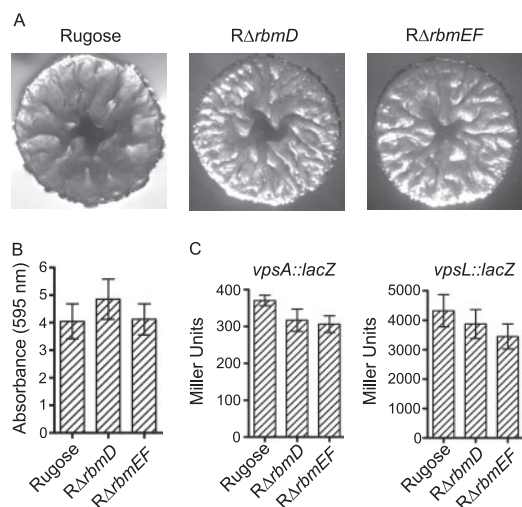 A
Rugose
RΔrbmD
RΔrbmEF
B
Absorbance (595 nm)
6
5
4
3
2
1
0
Rugose
RΔrbmD
RΔrbmEF
C
vpsA::lacZ
Miller Units
400
300
200
100
0
Rugose
RΔrbmD
RΔrbmEF
vpsL::lacZ
Miller Units
5000
4000
3000
2000
1000
0
Rugose
RΔrbmD
RΔrbmEF